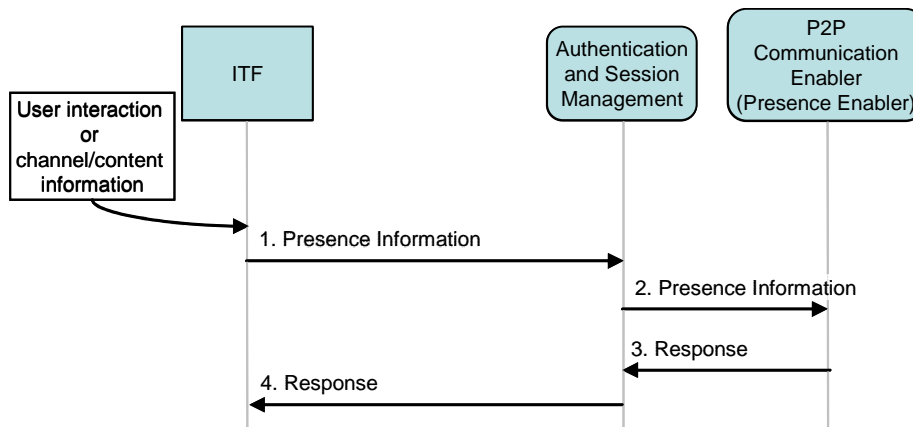 ITF
Authentication
and Session
Management
P2P
Communication
Enabler
(Presence Enabler)
User interaction
or
channel/content
information
1. Presence Information
2. Presence Information
3. Response
4. Response